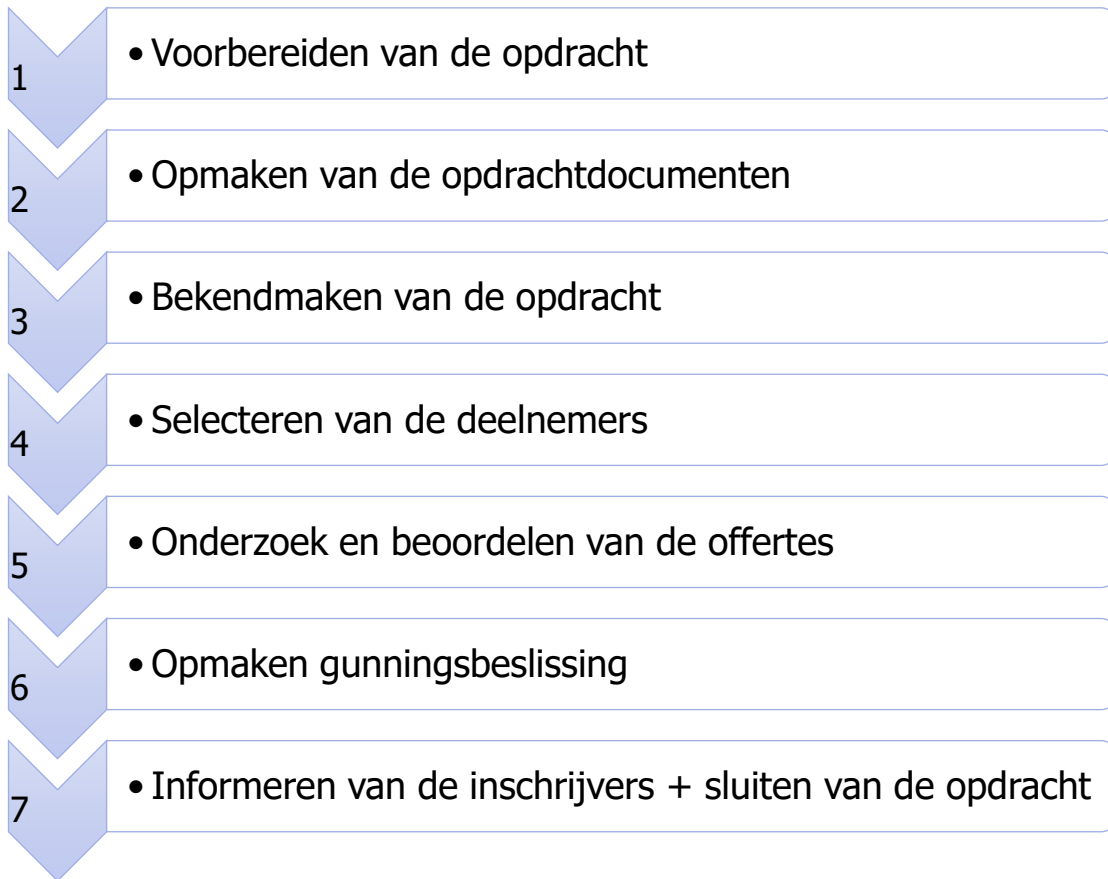 1
• Voorbereiden van de opdracht
2
• Opmaken van de opdrachtdocumenten
3
• Bekendmaken van de opdracht
4
• Selecteren van de deelnemers
5
• Onderzoek en beoordelen van de offertes
6
• Opmaken gunningsbeslissing
7
• Informeren van de inschrijvers + sluiten van de opdracht